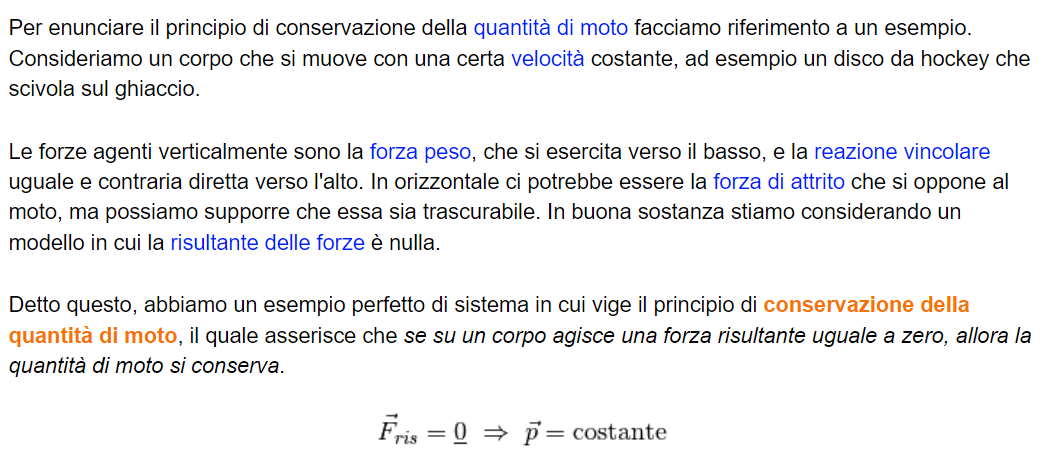 Per enunciare il principio di conservazione della quantità di moto facciamo riferimento a un esempio.
Consideriamo un corpo che si muove con una certa velocità costante, ad esempio un disco da hockey che
scivola sul ghiaccio.
Le forze agenti verticalmente sono la forza peso, che si esercita verso il basso, e la reazione vincolare
uguale e contraria diretta verso l'alto. In orizzontale ci potrebbe essere la forza di attrito che si oppone al
moto, ma possiamo supporre che essa sia trascurabile. In buona sostanza stiamo considerando un
modello in cui la risultante delle forze è nulla.
Detto questo, abbiamo un esempio perfetto di sistema in cui vige il principio di conservazione della
quantità di moto, il quale asserisce che se su un corpo agisce una forza risultante uguale a zero, allora la
quantità di moto si conserva.
F⃗ᵣᵢₛ = 0̲ ⇒ p⃗ = costante